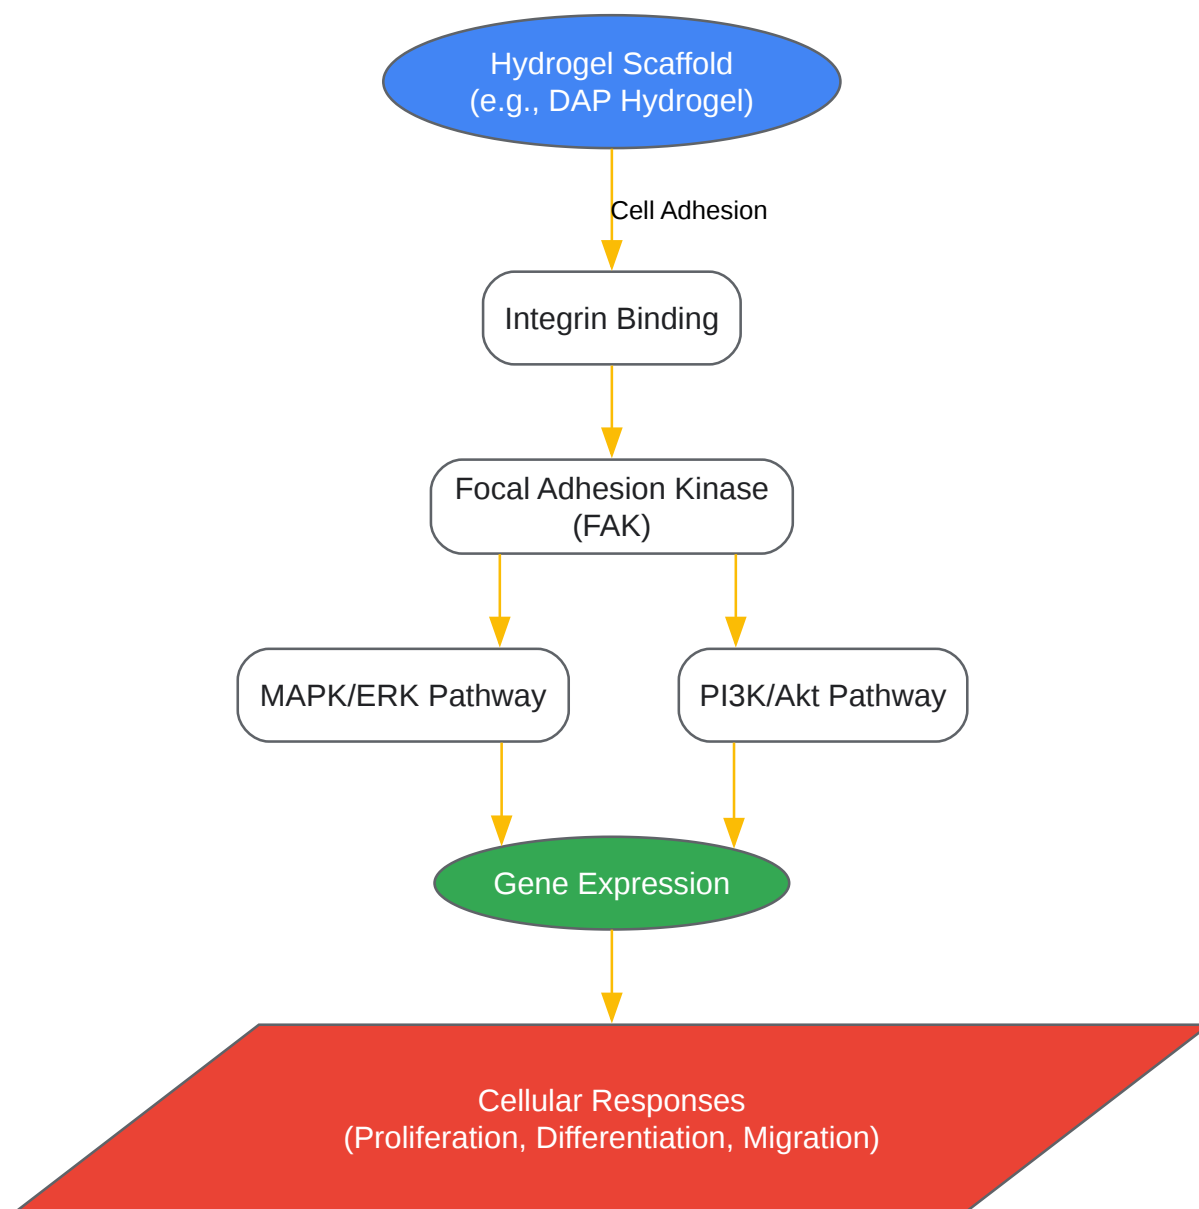 Hydrogel Scaffold
(e.g., DAP Hydrogel)
Cell Adhesion
Integrin Binding
Focal Adhesion Kinase
(FAK)
MAPK/ERK Pathway
PI3K/Akt Pathway
Gene Expression
Cellular Responses
(Proliferation, Differentiation, Migration)